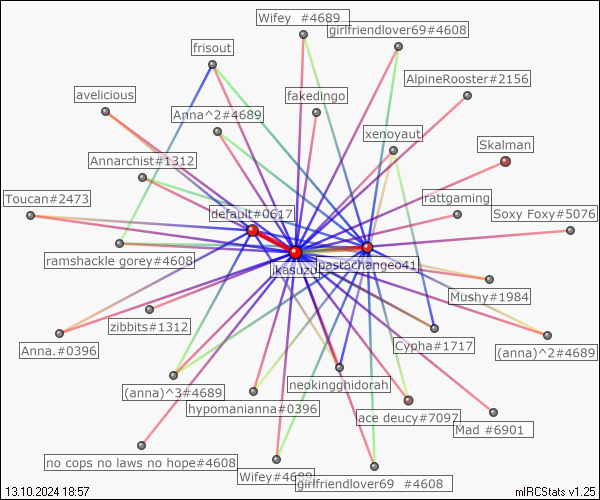 Wifey #4689
girlfriendlover69#4608
frisout
AlpineRooster#2156
avelicious
fakedingo
Anna^2#4689
xenoyaut
Skalman
Annarchist#1312
Toucan#2473
rattgaming
default#0617
Soxy Foxy#5076
ramshackle gorey#4608
jkasuzu
pastachangeo41
Mushy#1984
zibbits#1312
Anna.#0396
Cypha#1717
(anna)^2#4689
(anna)^3#4689
neokingghidorah
hypomanianna#0396
ace deucy#7097
Mad #6901
no cops no laws no hope#4608
Wifey#4689
girlfriendlover69 #4608
13.10.2024 18:57
mIRCStats v1.25